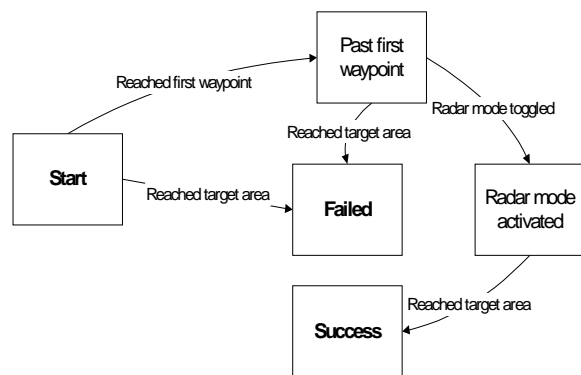 Past first
waypoint
Reached first waypoint
Radar mode toggled
Reached target area
Start
Reached target area
Failed
Radar mode
activated
Reached target area
Success